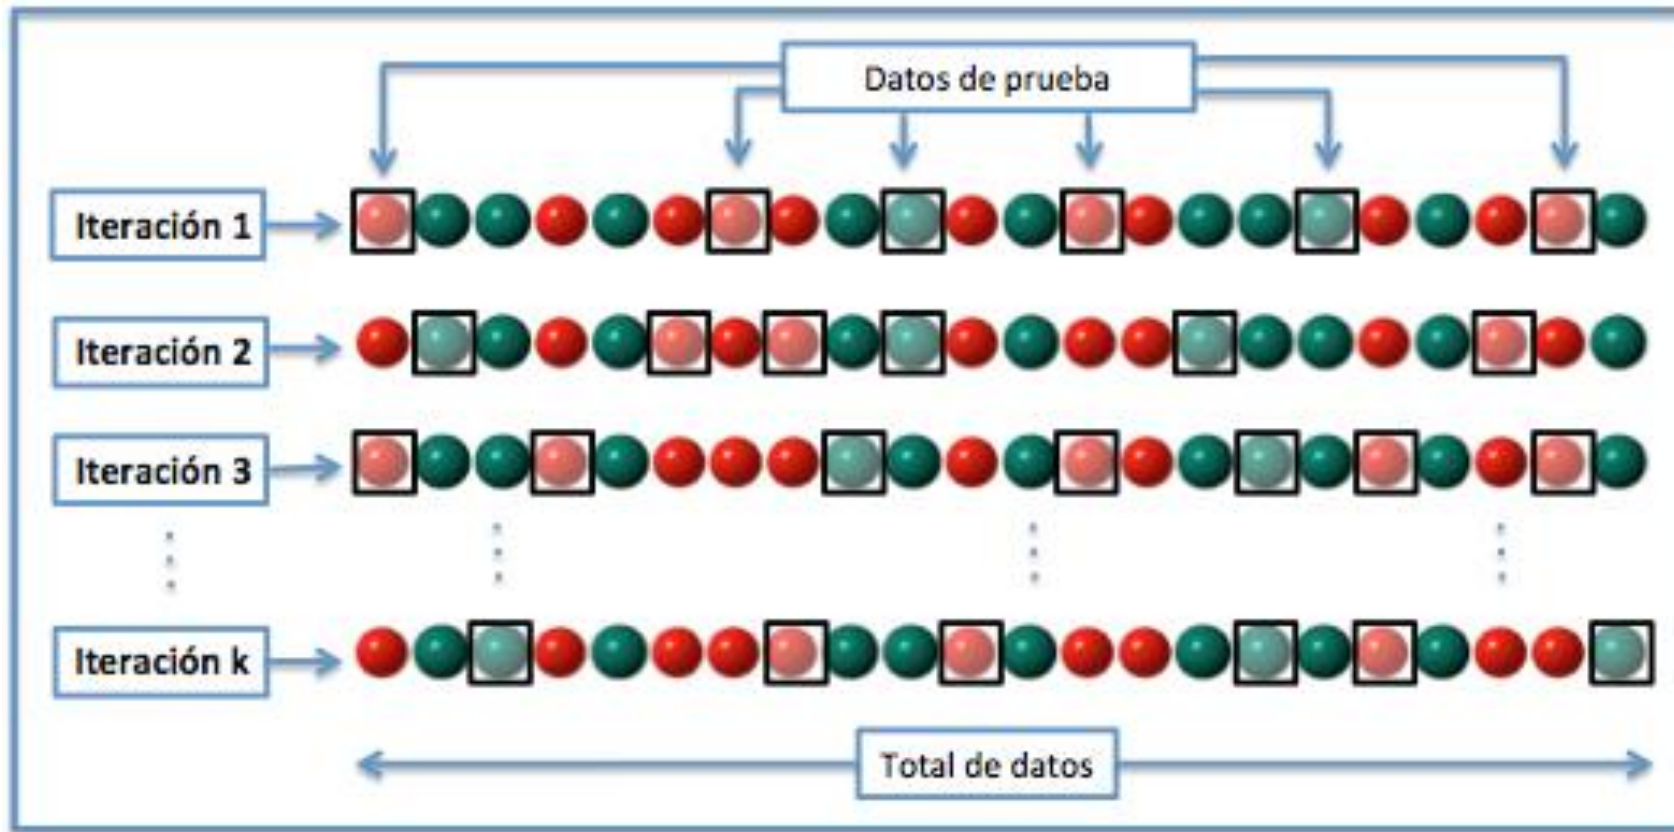 Datos de prueba
Iteración 1
Iteración 2
Iteración 3
Iteración k
Total de datos